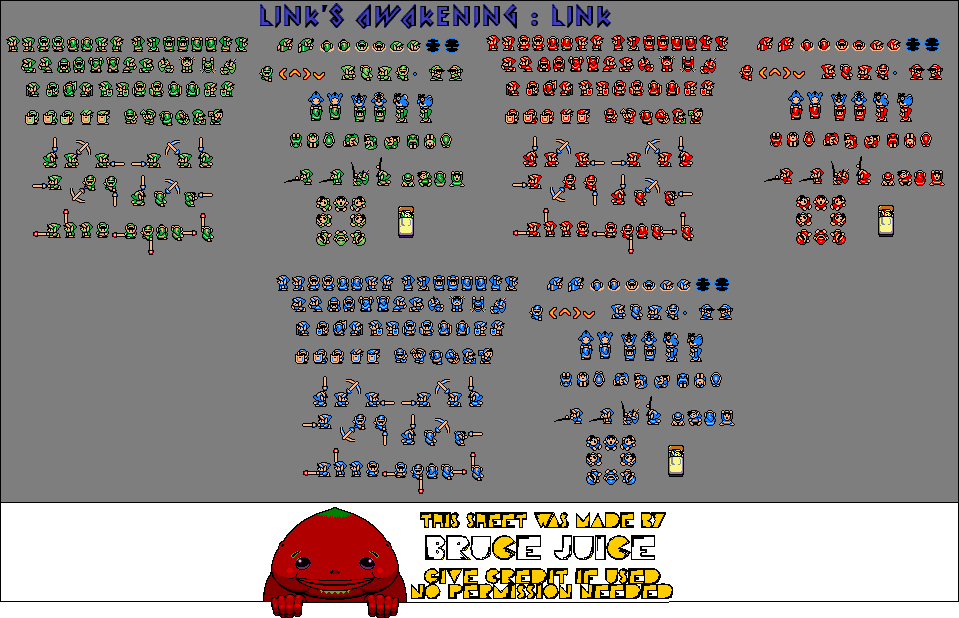 LINK'S AWAKENING : LINK
THIS SHEET WAS MADE BY
BRUCE JUICE
GIVE CREDIT IF USED
NO PERMISSION NEEDED